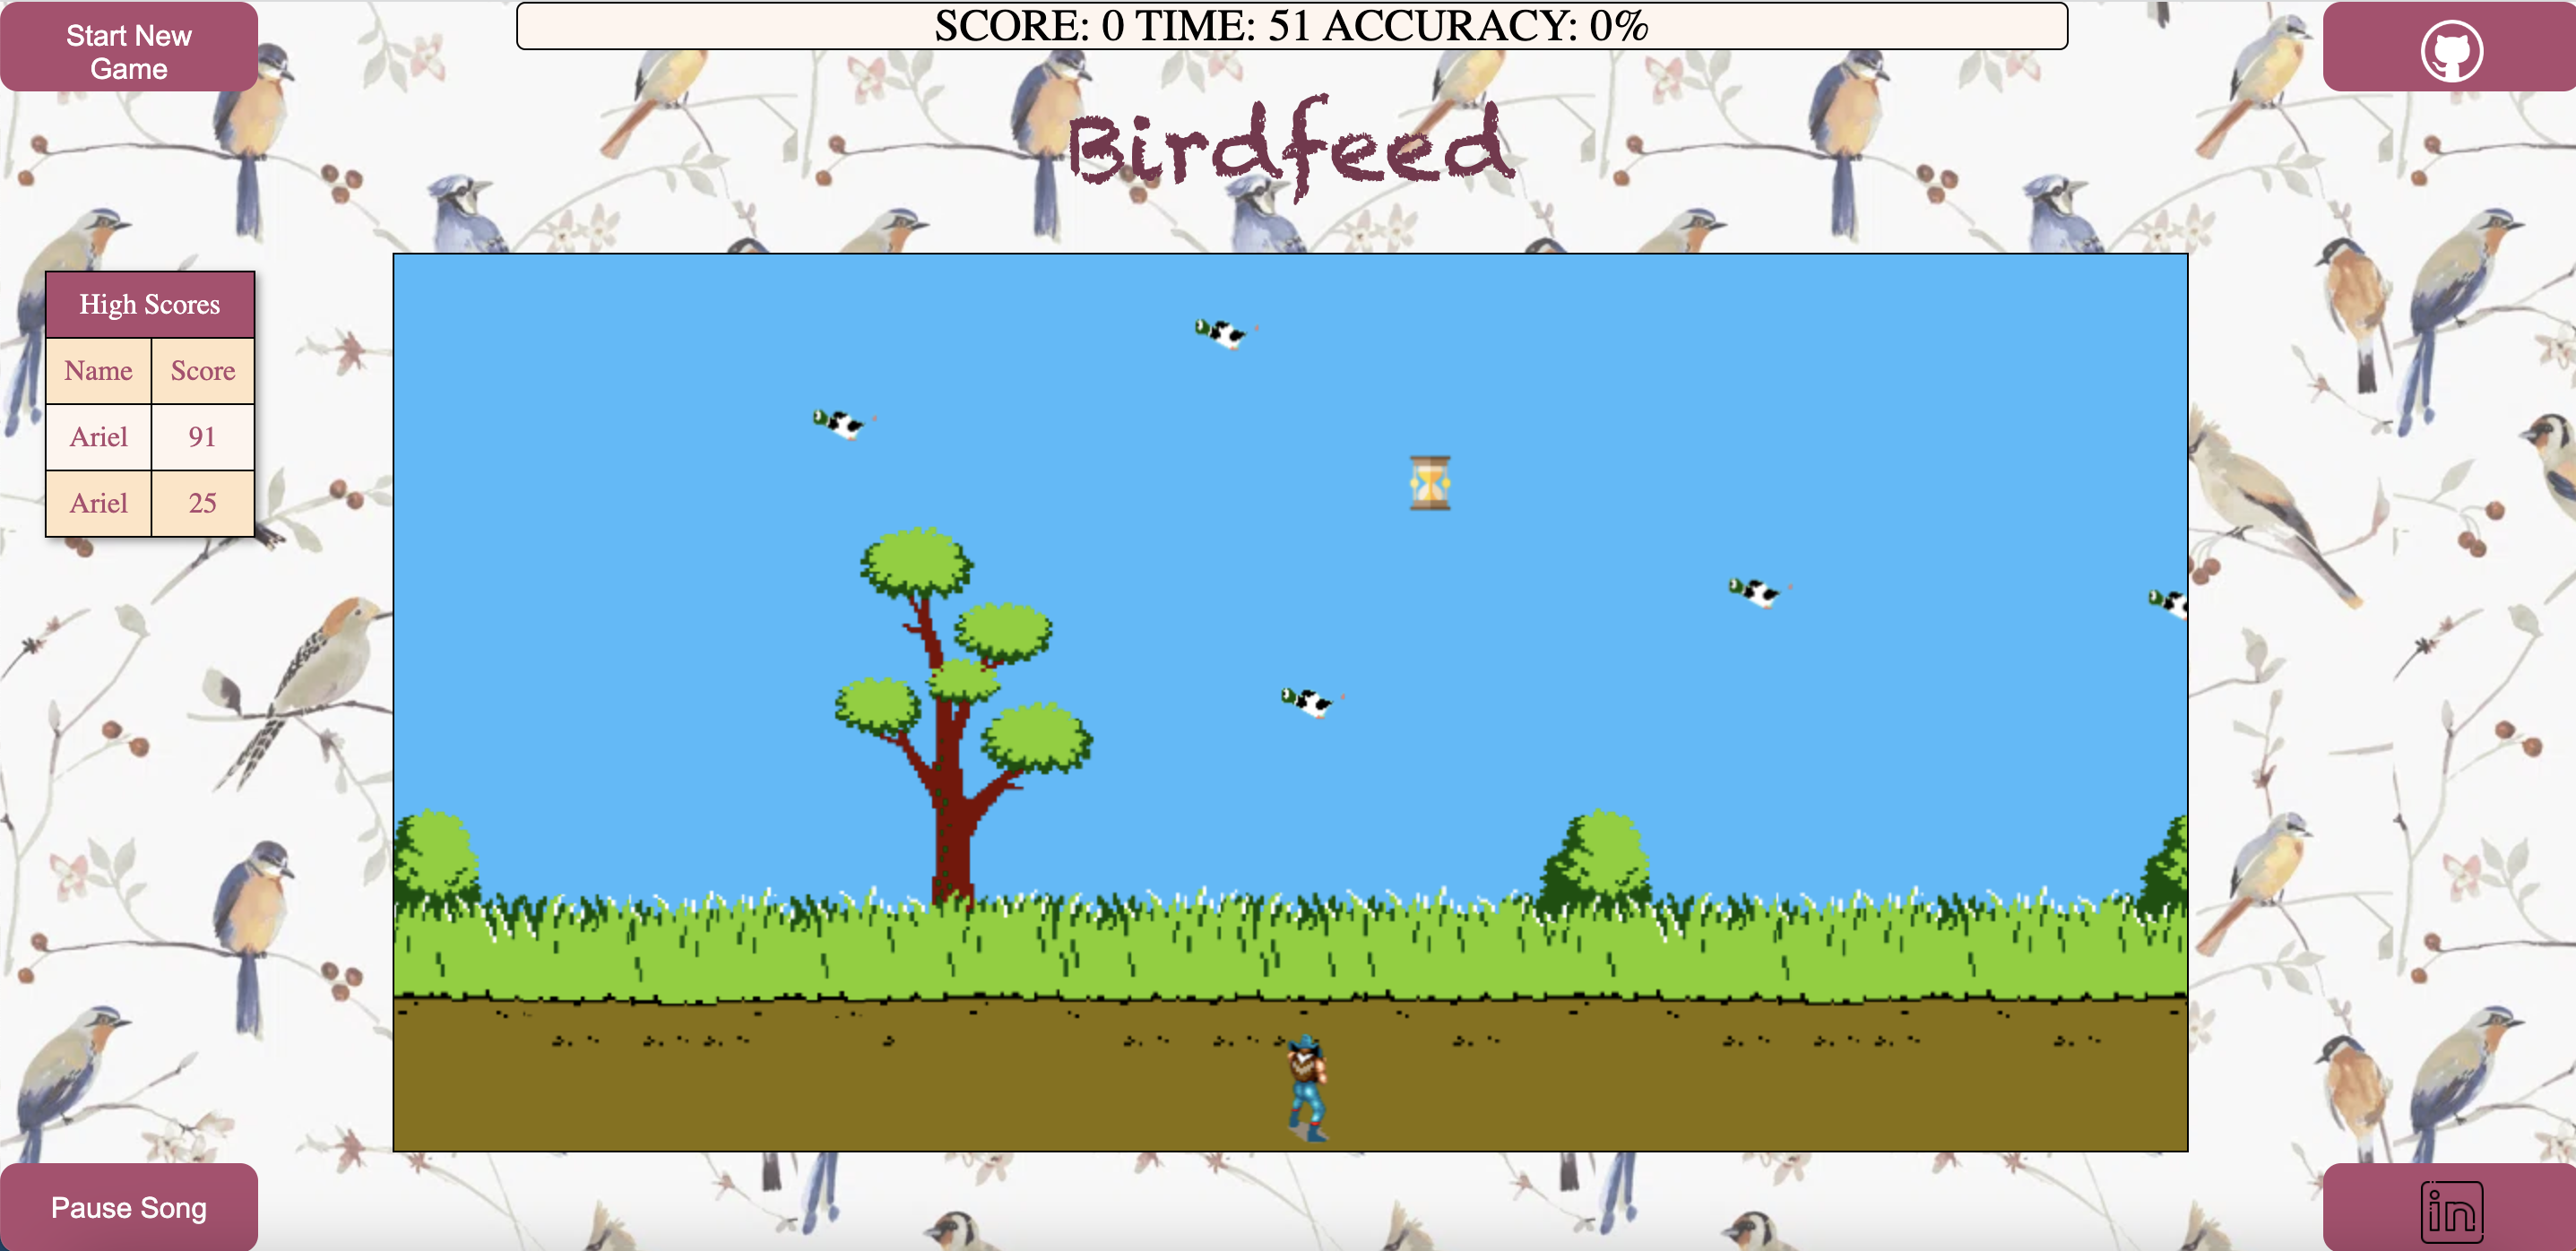 Start New
Game
SCORE: 0 TIME: 51 ACCURACY: 0%
Birdfeed
High Scores
Name Score
Ariel 91
Ariel 25
Pause Song
in